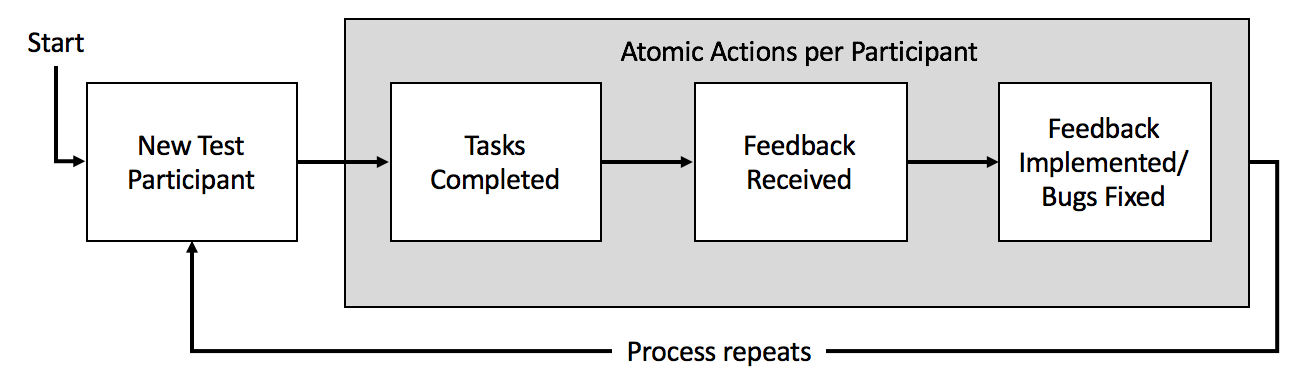 Start
Atomic Actions per Participant
New Test
Participant
Tasks
Completed
Feedback
Received
Feedback
Implemented/
Bugs Fixed
Process repeats